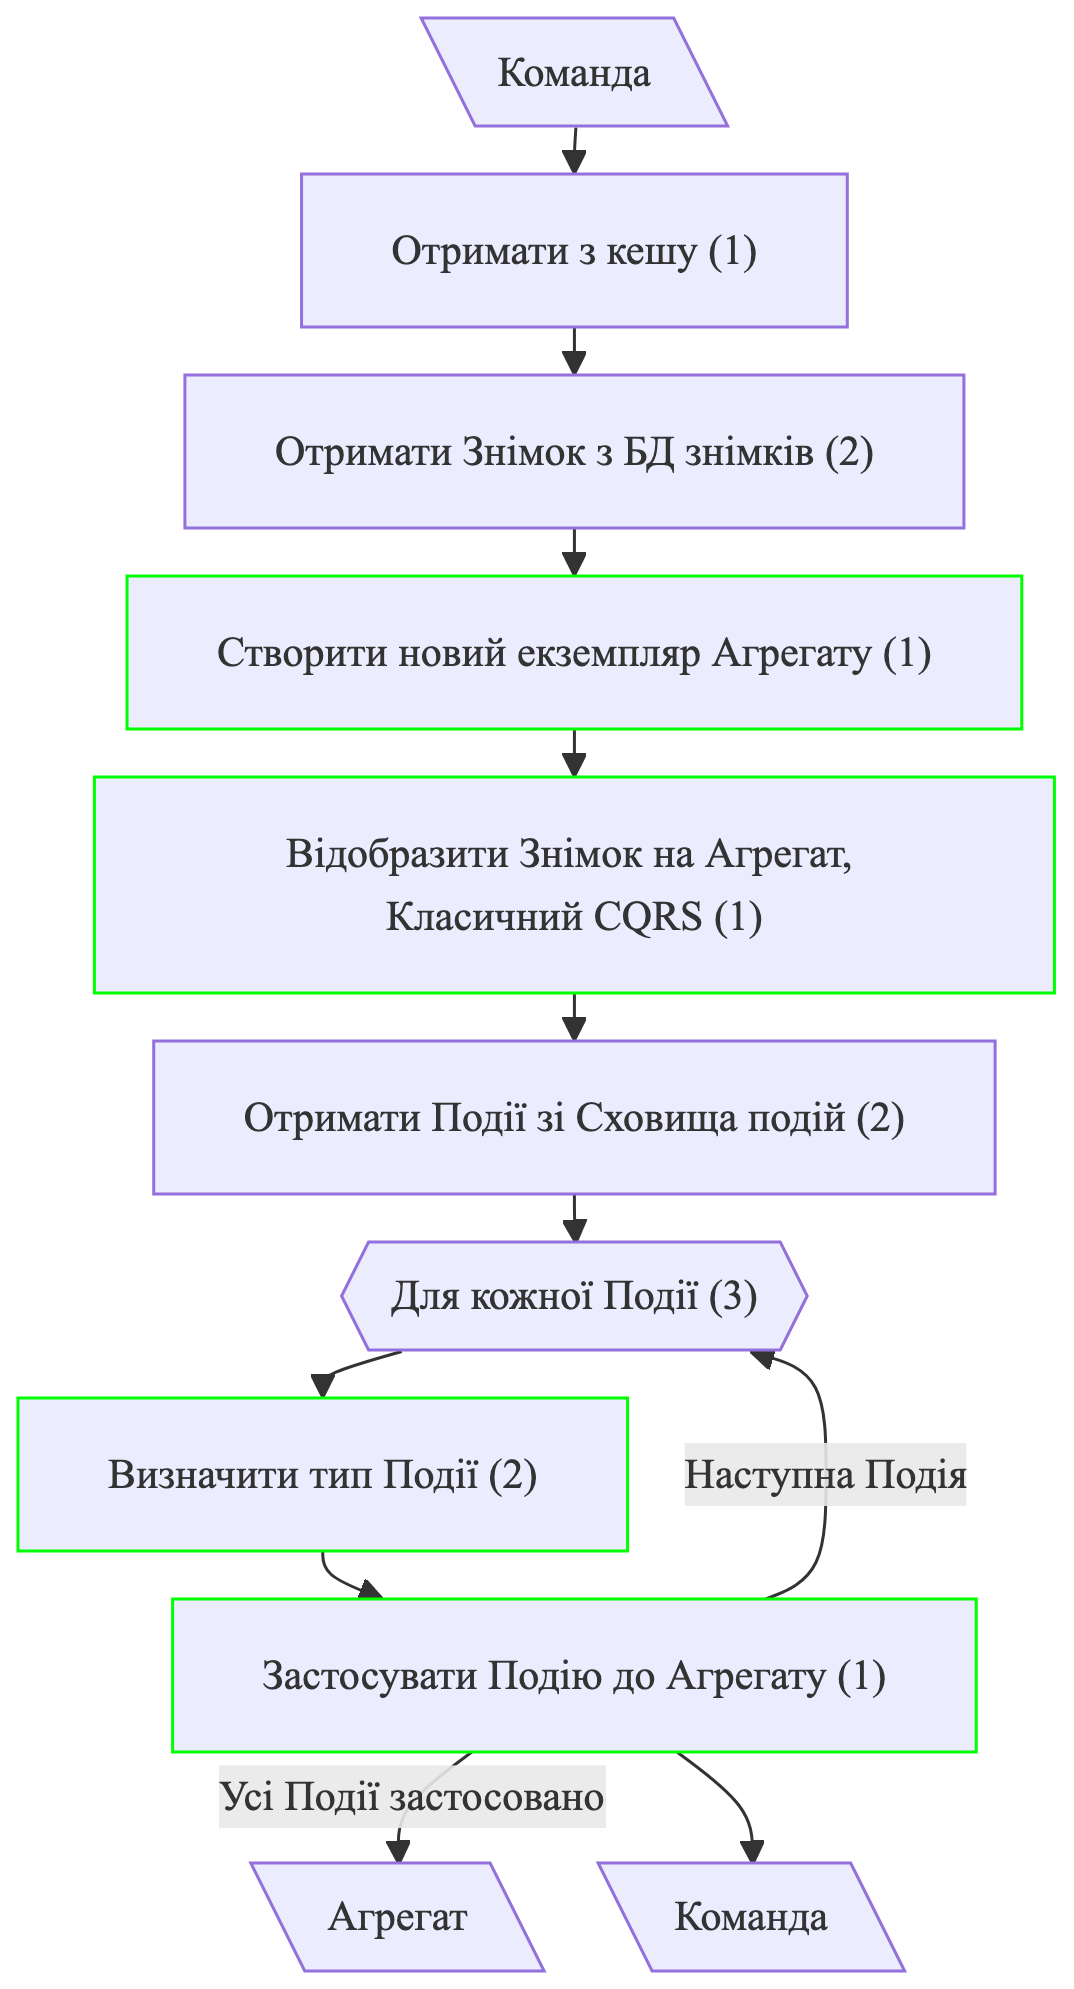 Команда
Отримати з кешу (1)
Отримати Знімок з БД знімків (2)
Створити новий екземпляр Агрегату (1)
Відобразити Знімок на Агрегат,
Класичний CQRS (1)
Отримати Події зі Сховища подій (2)
Для кожної Події (3)
Визначити тип Події (2)
Наступна Подія
Застосувати Подію до Агрегату (1)
Усі Події застосовано
Агрегат
Команда